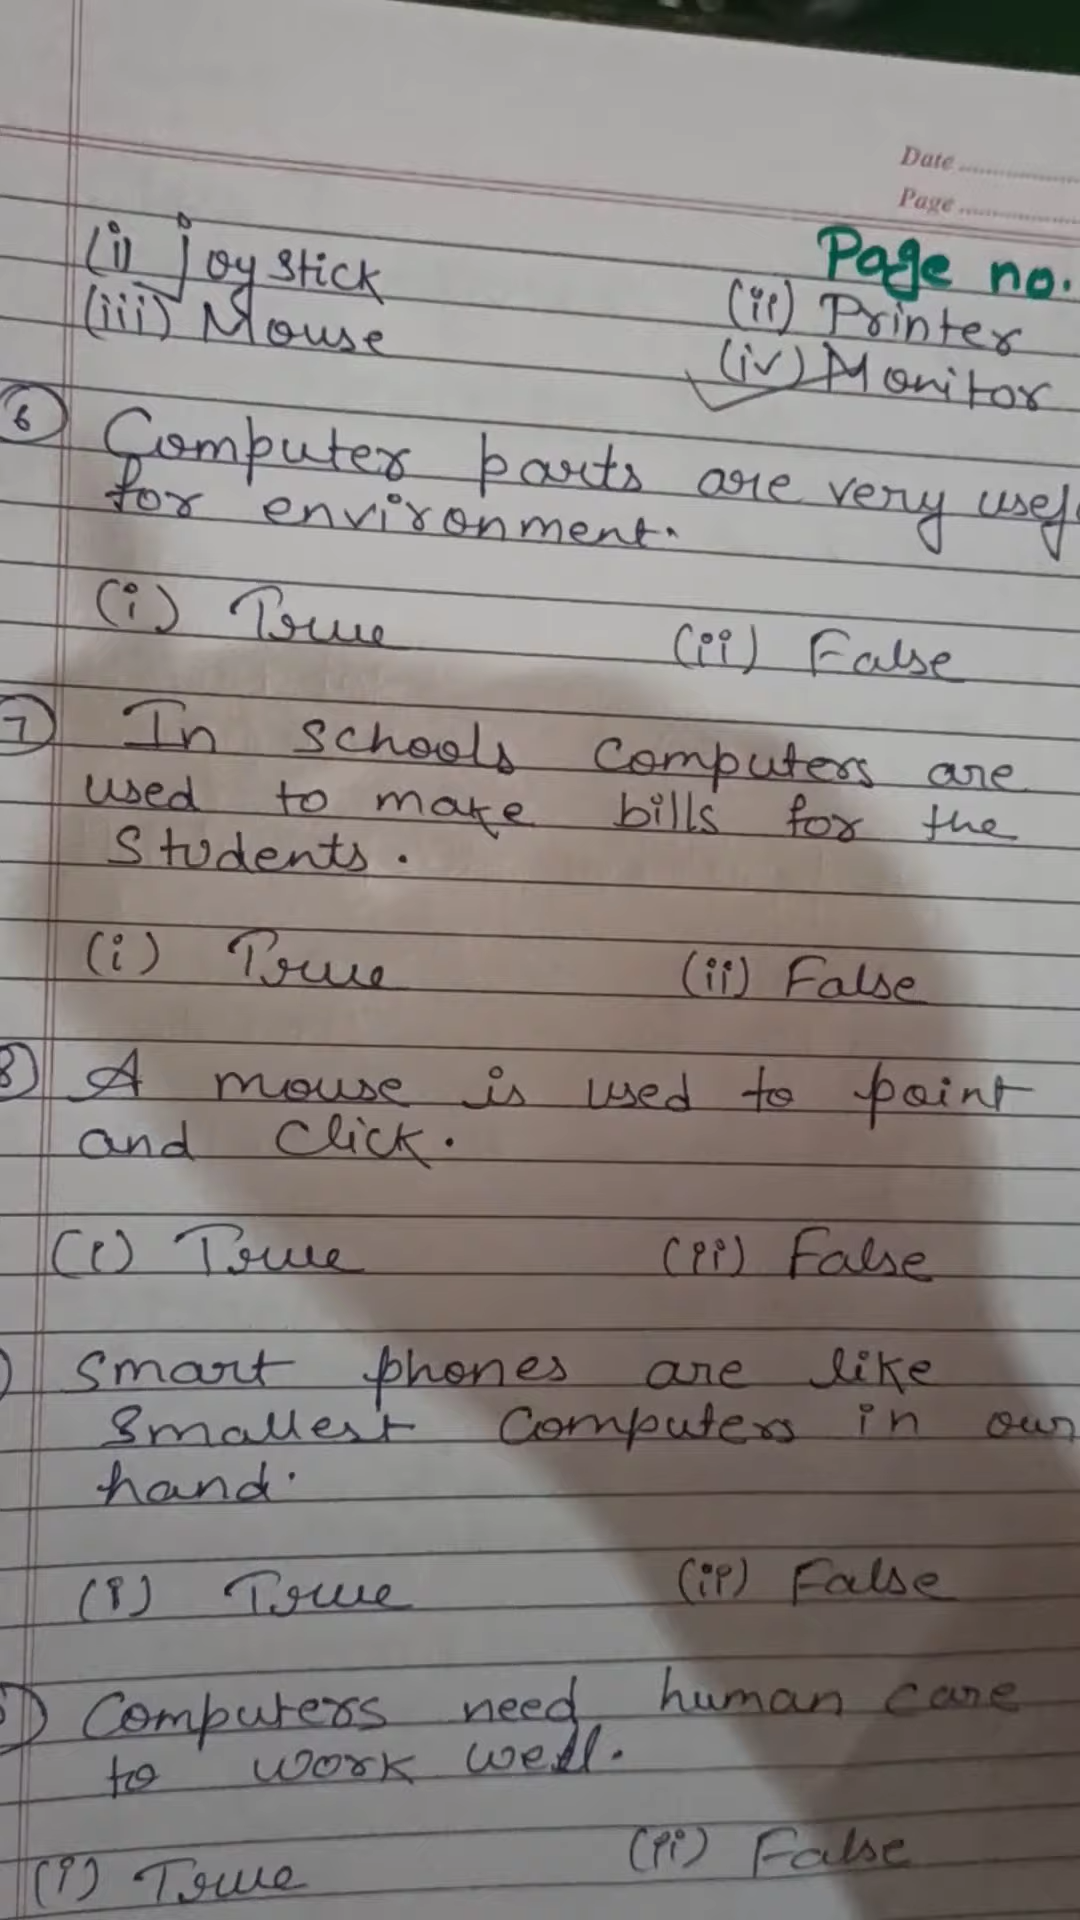 Date
Page
Page no.
(i) Joystick (ii) Printer
(iii) Mouse (iv) Monitor
6 Computer parts are very
for environment.
(i) True (ii) False
7 In schools computers are
used to make bills for the
Students.
(i) True (ii) False
8 A mouse is used to point
and Click.
(i) True (ii) False
Smart phones are like
Smallest Computers in our
hand.
(i) True (ii) False
Computers need human care
to work well.
(i) True (ii) False